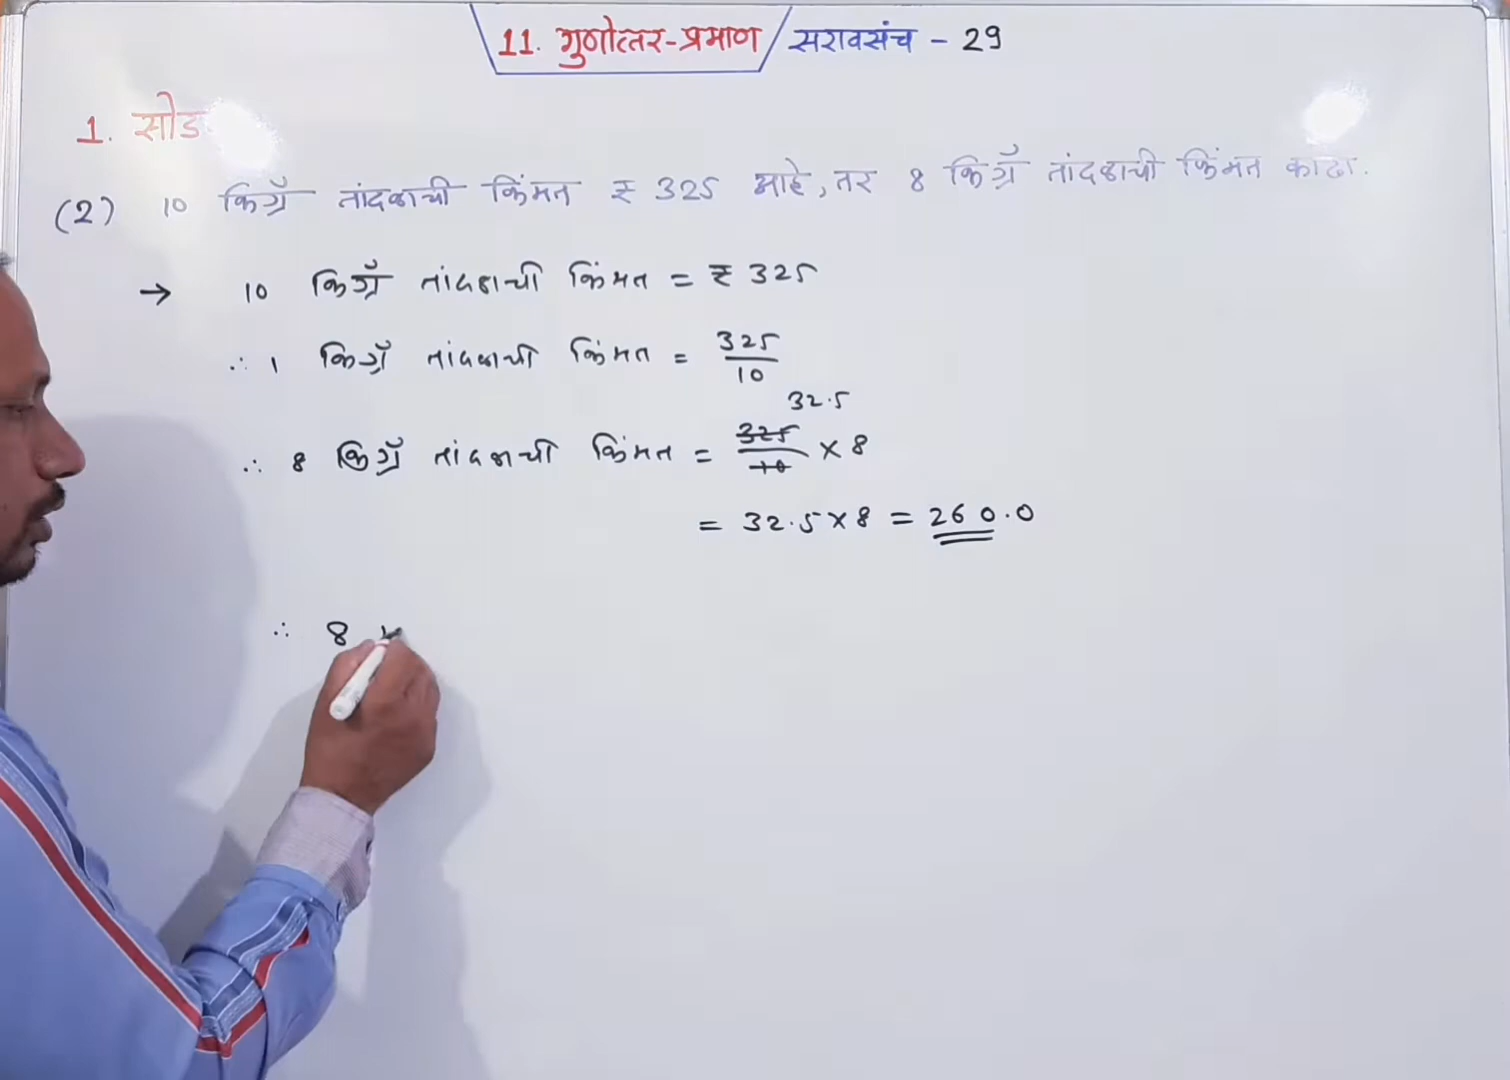 11. गुणोत्तर-प्रमाण / सरावसंच - 29
1. सोडवा
(2) 10 किग्रॅ तांदळाची किंमत ₹ 325 आहे, तर 8 किग्रॅ तांदळाची किंमत काढा.
→ 10 किग्रॅ तांदळाची किंमत = ₹ 325
∴ 1 किग्रॅ तांदळाची किंमत = 325/10
32.5
∴ 8 किग्रॅ तांदळाची किंमत = 325/10 × 8
= 32.5 × 8 = 260.0
∴ 8